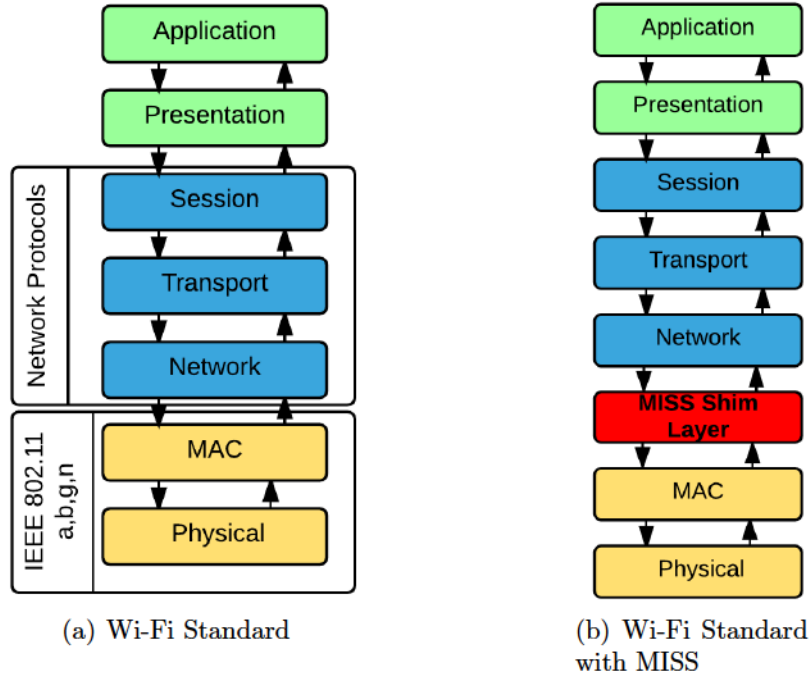 Application
Presentation
Network Protocols
Session
Transport
Network
IEEE 802.11
a,b,g,n
MAC
Physical
(a) Wi-Fi Standard
Application
Presentation
Session
Transport
Network
MISS Shim
Layer
MAC
Physical
(b) Wi-Fi Standard
with MISS